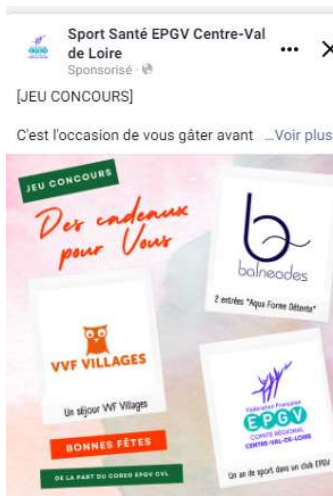 Sport Santé EPGV Centre-Val
de Loire
Sponsorisé ·
[JEU CONCOURS]
C'est l'occasion de vous gâter avant ...Voir plus
JEU CONCOURS
Des cadeaux
pour Vous
b
balneades
2 entrées "Aqua Forme Détente"
VVF VILLAGES
Un séjour VVF Villages
BONNES FÊTES
DE LA PART DU COREG EPGV CVL
Fédération Française
EPGV
COMITÉ RÉGIONAL
CENTRE-VAL-DE-LOIRE
Un an de sport dans un club EPGV